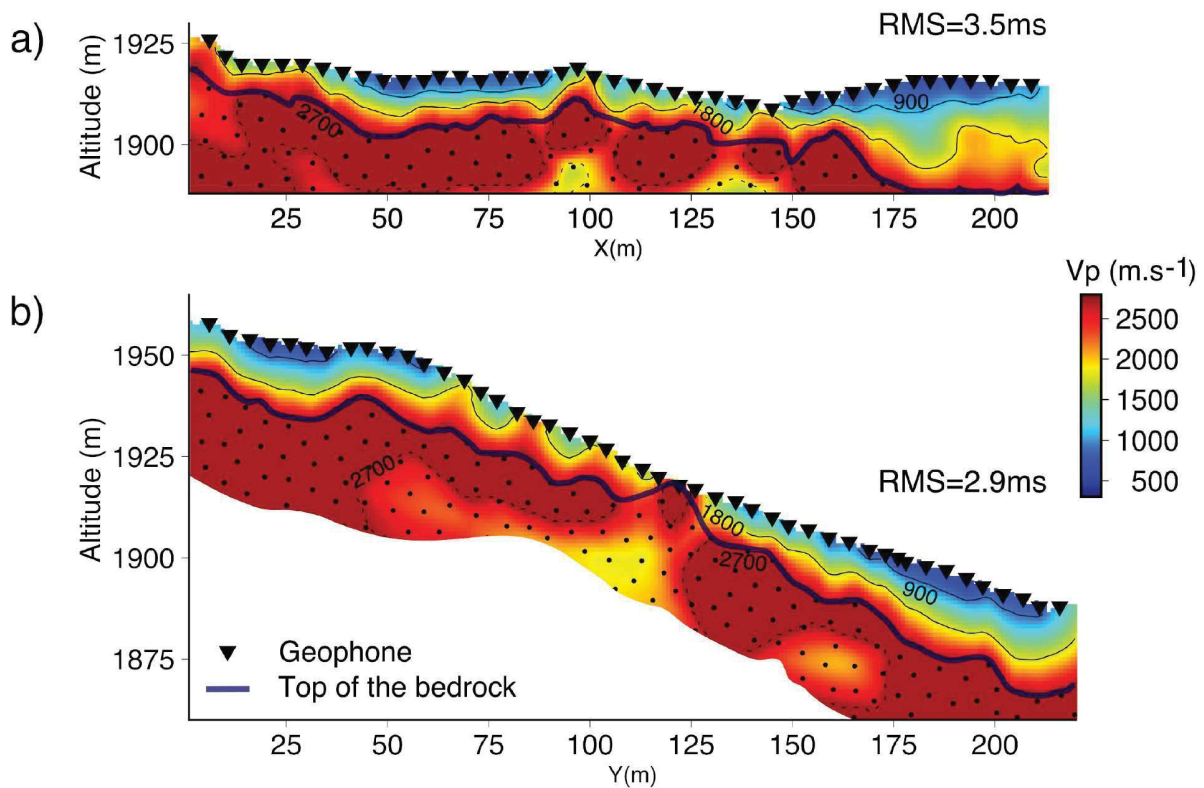 a)
RMS=3.5ms
Altitude (m)
1925
1900
2700
1800
900
25 50 75 100 125 150 175 200
X(m)
Vp (m.s-1)
2500
2000
1500
1000
500
b)
Altitude (m)
1950
1925
1900
1875
2700
RMS=2.9ms
1800
2700
900
Geophone
Top of the bedrock
25 50 75 100 125 150 175 200
Y(m)